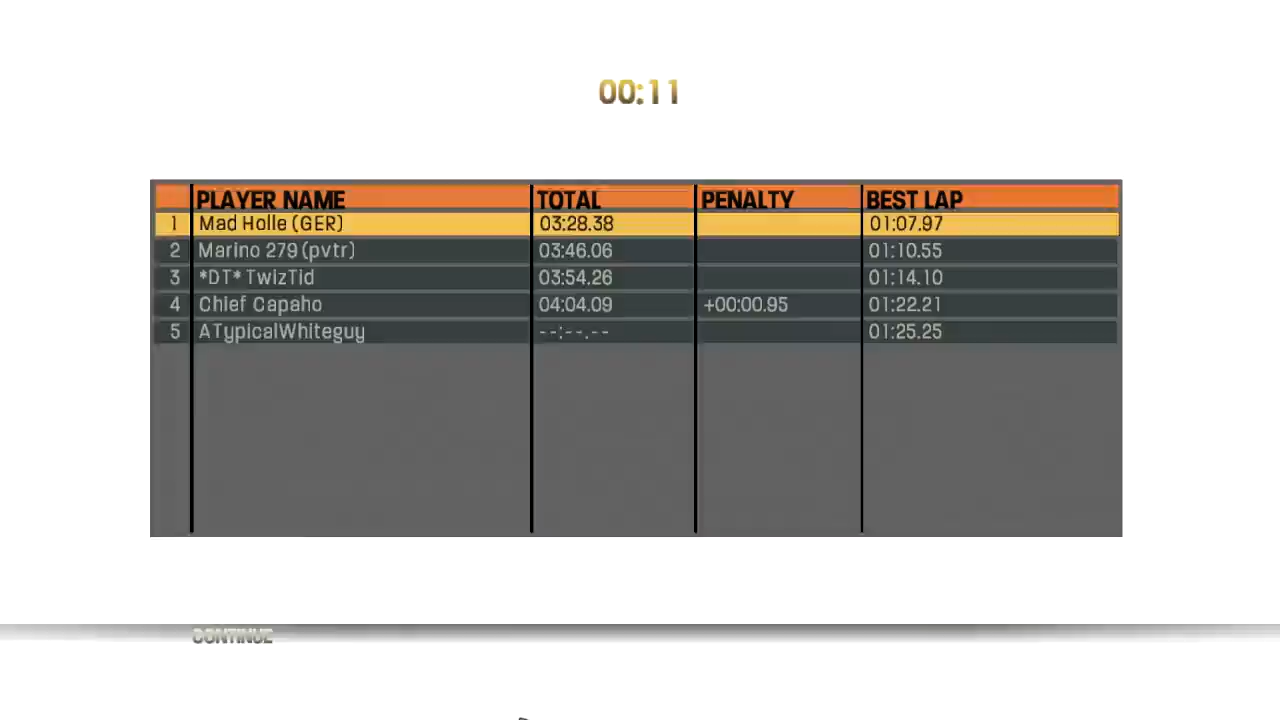 00:11
PLAYER NAME TOTAL PENALTY BEST LAP
1 Mad Holle (GER) 03:28.38 01:07.97
2 Marino 279 (pvtr) 03:46.06 01:10.55
3 *DT* TwizTid 03:54.26 01:14.10
4 Chief Capaho 04:04.09 +00:00.95 01:22.21
5 ATypicalWhiteguy --:--.-- 01:25.25
CONTINUE